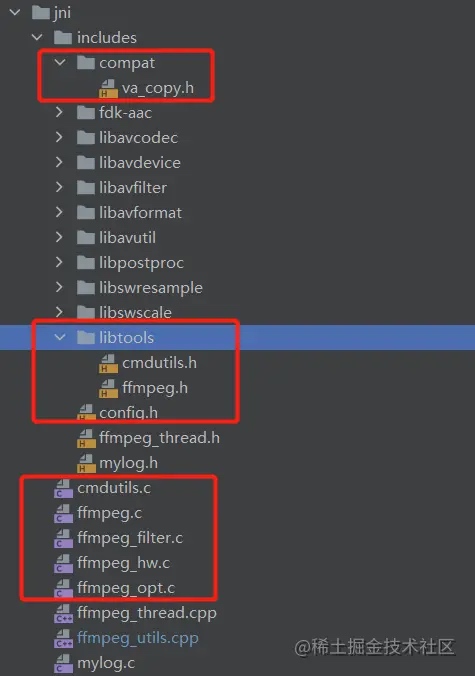 jni
includes
compat
va_copy.h
fdk-aac
libavcodec
libavdevice
libavfilter
libavformat
libavutil
libpostproc
libswresample
libswscale
libtools
cmdutils.h
ffmpeg.h
config.h
ffmpeg_thread.h
mylog.h
cmdutils.c
ffmpeg.c
ffmpeg_filter.c
ffmpeg_hw.c
ffmpeg_opt.c
ffmpeg_thread.cpp
ffmpeg_utils.cpp
mylog.c
@稀土掘金技术社区